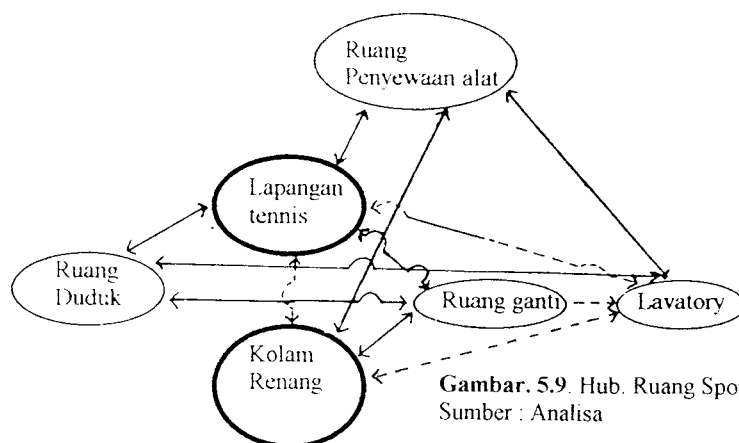 Ruang
Penyewaan alat
Lapangan
tennis
Ruang
Duduk
Ruang ganti
Lavatory
Kolam
Renang
Gambar. 5.9. Hub. Ruang Spo
Sumber : Analisa